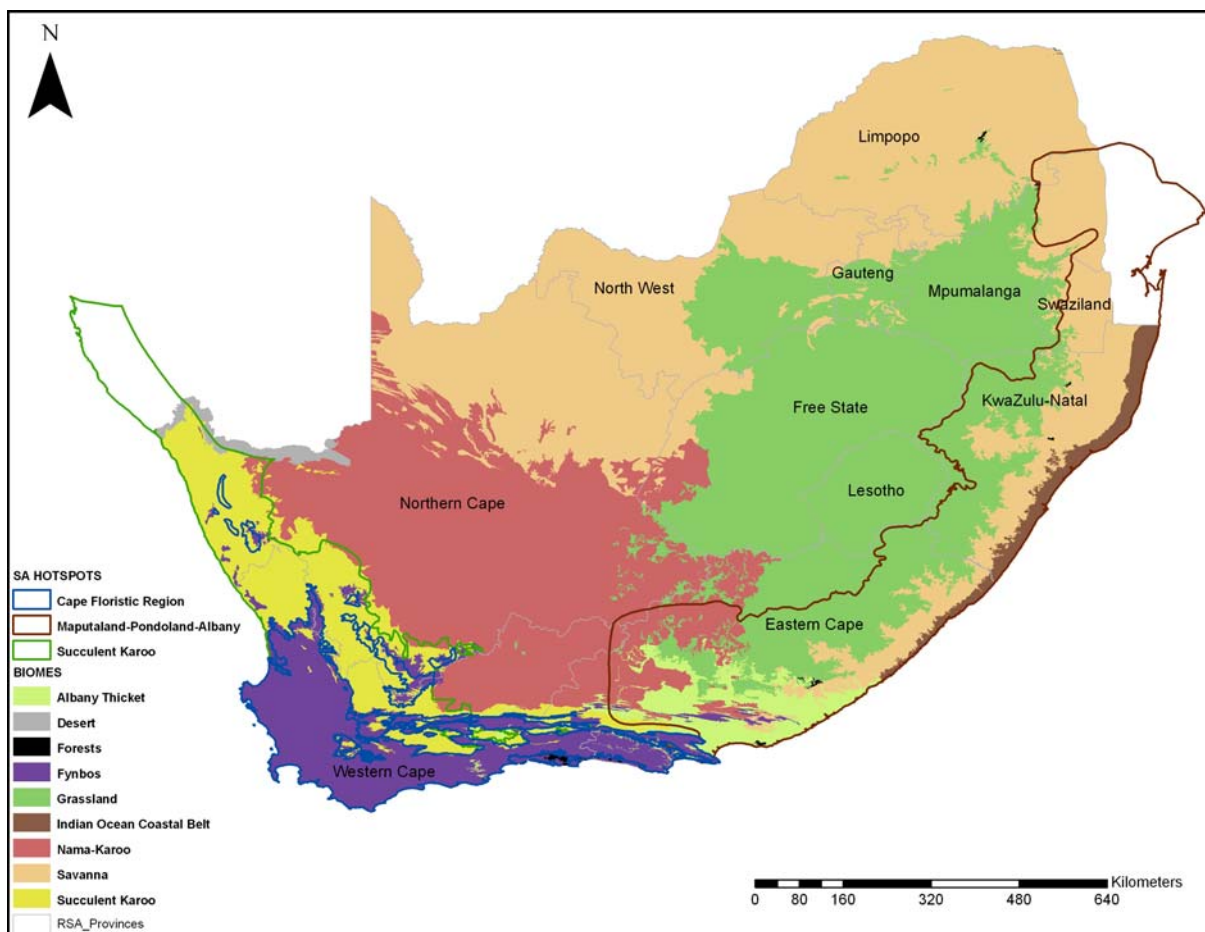 N
Limpopo
Gauteng
North West
Mpumalanga
Swaziland
Free State
KwaZulu-Natal
Lesotho
Northern Cape
Eastern Cape
Western Cape
SA HOTSPOTS
Cape Floristic Region
Maputaland-Pondoland-Albany
Succulent Karoo
BIOMES
Albany Thicket
Desert
Forests
Fynbos
Grassland
Indian Ocean Coastal Belt
Nama-Karoo
Savanna
Succulent Karoo
RSA_Provinces
Kilometers
0 80 160 320 480 640